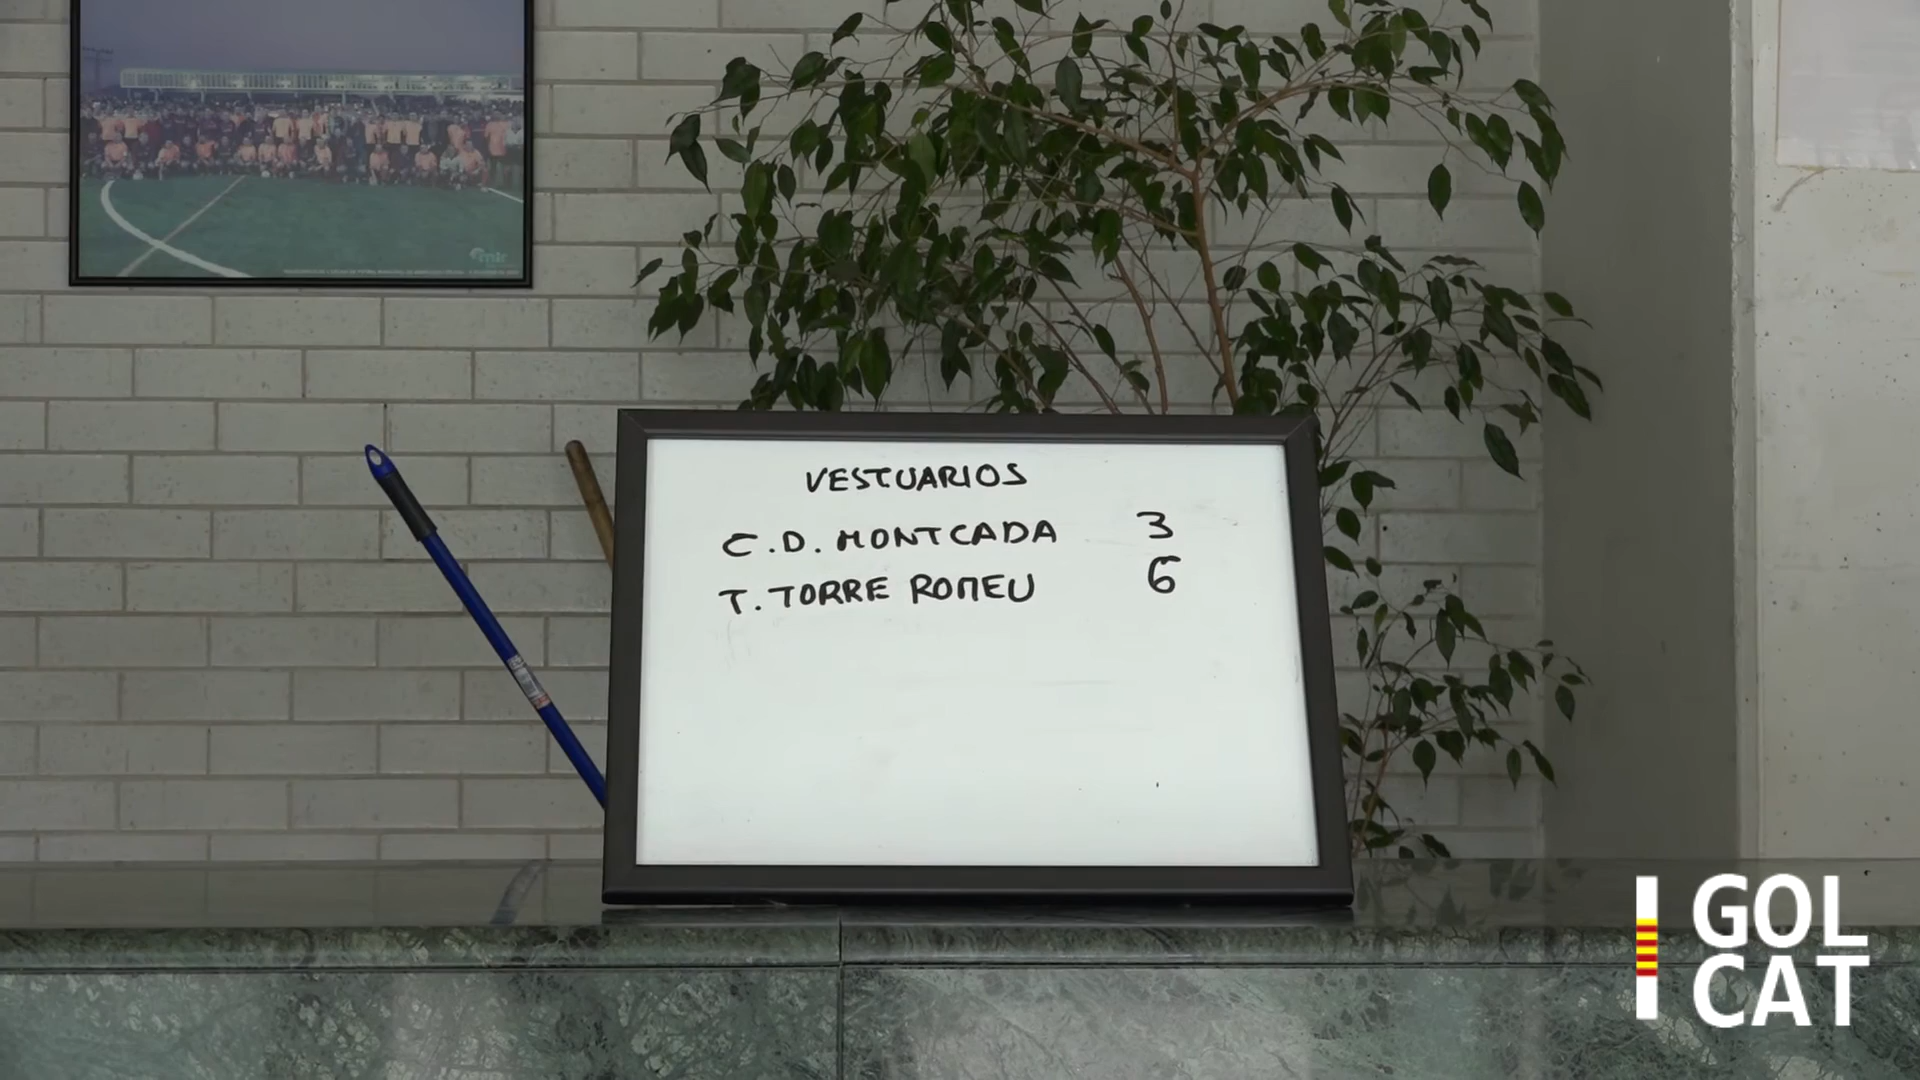 VESTUARIOS
C.D. MONTCADA 3
T. TORRE ROMEU 6
GOL
CAT